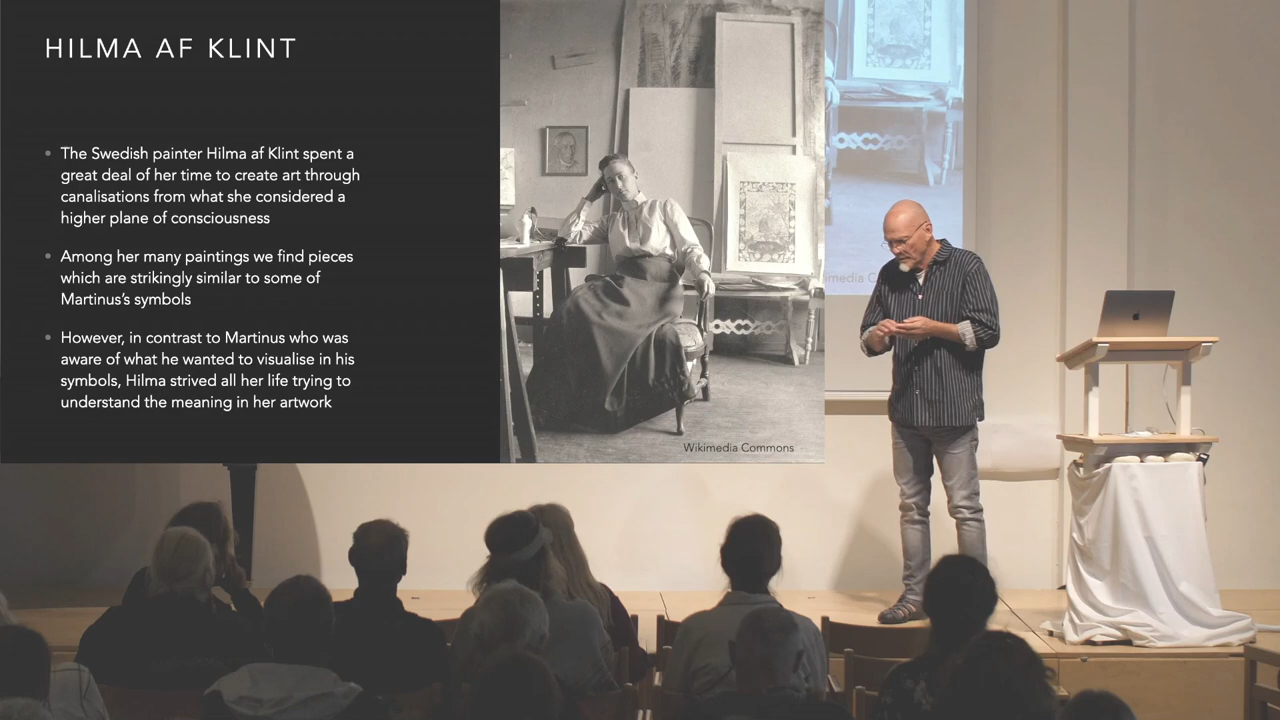 HILMA AF KLINT
The Swedish painter Hilma af Klint spent a
great deal of her time to create art through
canalisations from what she considered a
higher plane of consciousness
Among her many paintings we find pieces
which are strikingly similar to some of
Martinus's symbols
However, in contrast to Martinus who was
aware of what he wanted to visualise in his
symbols, Hilma strived all her life trying to
understand the meaning in her artwork
Wikimedia Commons